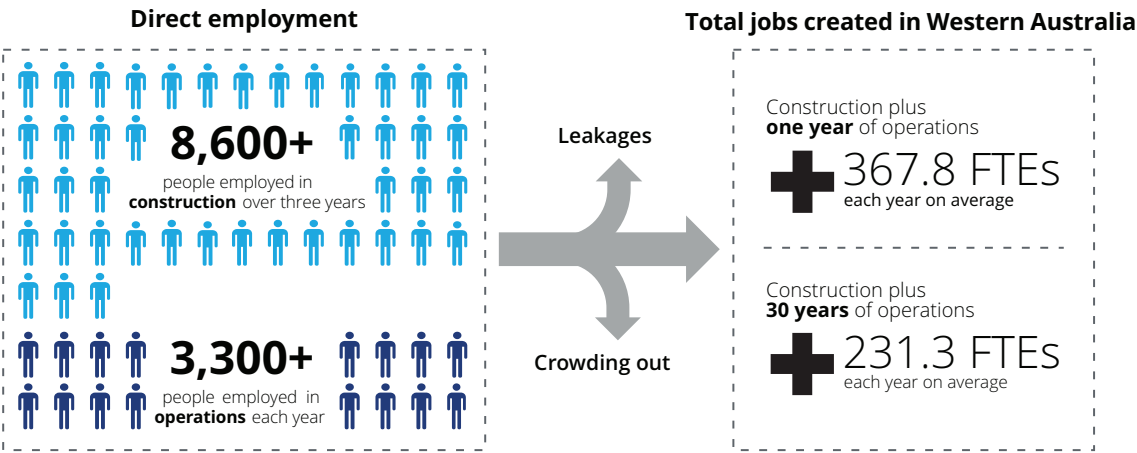 Direct employment
8,600+
people employed in
construction over three years
3,300+
people employed in
operations each year
Leakages
Crowding out
Total jobs created in Western Australia
Construction plus
one year of operations
367.8 FTEs
each year on average
Construction plus
30 years of operations
231.3 FTEs
each year on average